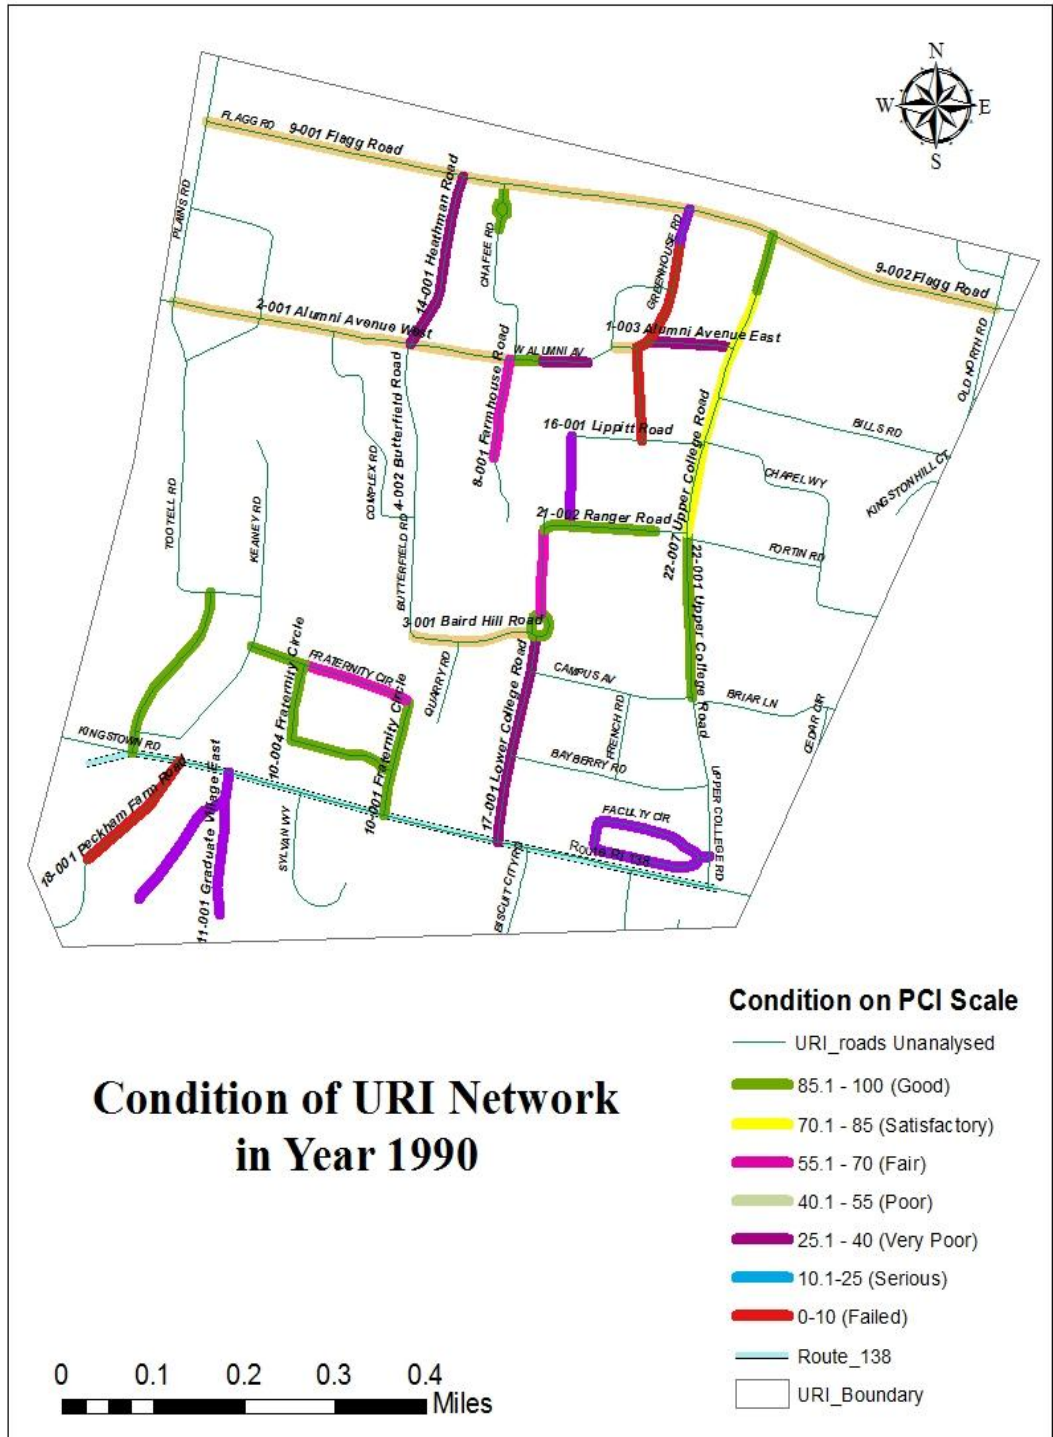 N
W
E
S
FLAGG RD
9-001 Flagg Road
PLAINS RD
14-001 Heathman Road
CHAFEE RD
GREENHOUSE RD
9-002 Flagg Road
2-001 Alumni Avenue West
1-003 Alumni Avenue East
OLD NORTH RD
W ALUMNI AV
8-001 Farmhouse Road
4-002 Butterfield Road
16-001 Lippitt Road
BILLS RD
CHAPEL WY
KINGSTON HILL CT
TOOTELL RD
KEANEY RD
COMPLEX RD
BUTTERFIELD RD
21-002 Ranger Road
22-007 Upper College Road
FORTIN RD
22-001 Upper College Road
3-001 Baird Hill Road
FRATERNITY CIR
10-004 Fraternity Circle
QUARRY RD
CAMPUS AV
FRENCH RD
BRIAR LN
CEDAR CIR
KINGSTOWN RD
10-001 Fraternity Circle
17-001 Lower College Road
BAYBERRY RD
UPPER COLLEGE RD
18-001 Peckham Farm Road
11-001 Graduate Village East
SYLVAN WY
FACULTY CIR
Route RI 138
BISCUIT CITY RD
Condition on PCI Scale
URI_roads Unanalysed
85.1 - 100 (Good)
70.1 - 85 (Satisfactory)
55.1 - 70 (Fair)
40.1 - 55 (Poor)
25.1 - 40 (Very Poor)
10.1-25 (Serious)
0-10 (Failed)
Route_138
URI_Boundary
Condition of URI Network
in Year 1990
0 0.1 0.2 0.3 0.4
Miles